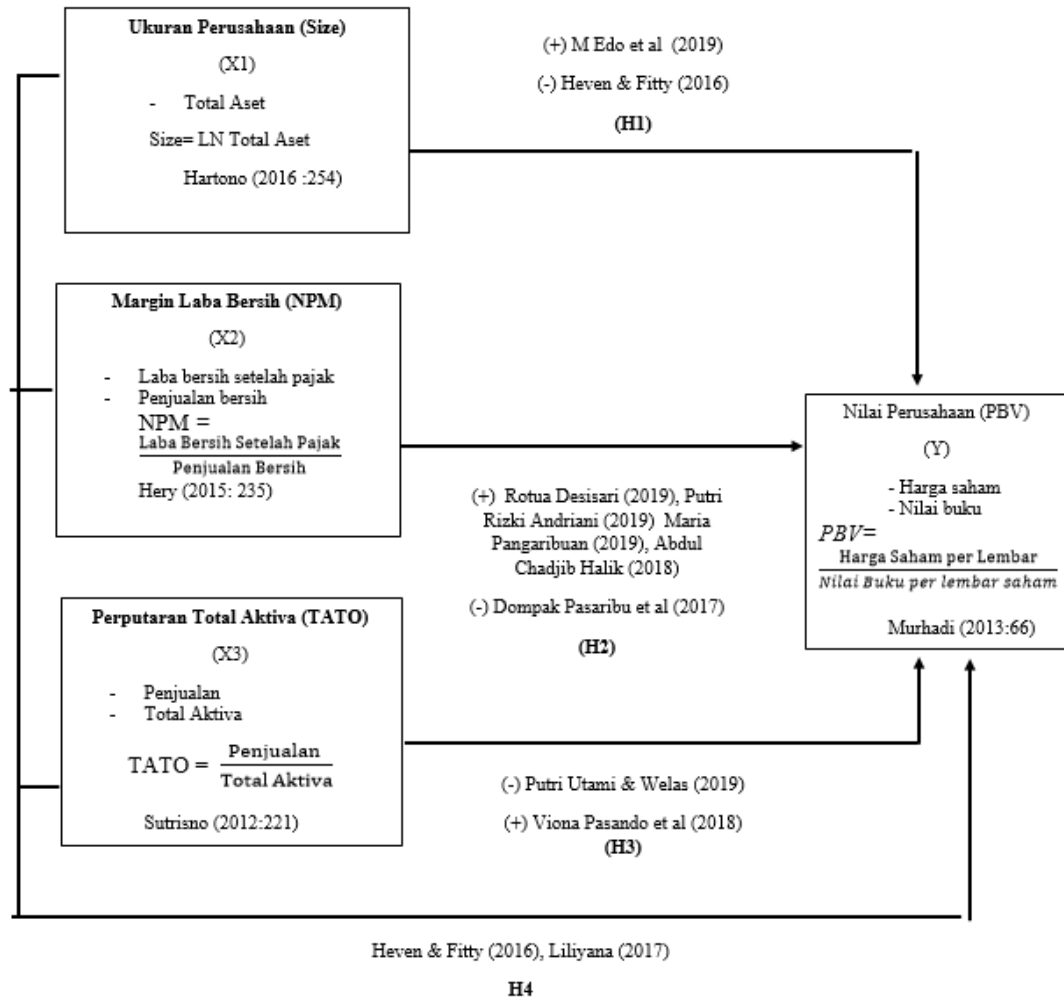 Ukuran Perusahaan (Size)
(X1)
- Total Aset
Size= LN Total Aset
Hartono (2016 :254)
(+) M Edo et al (2019)
(-) Heven & Fitty (2016)
(H1)
Margin Laba Bersih (NPM)
(X2)
- Laba bersih setelah pajak
- Penjualan bersih
NPM =
Laba Bersih Setelah Pajak
Penjualan Bersih
Hery (2015: 235)
(+) Rotua Desisari (2019), Putri
Rizki Andriani (2019) Maria
Pangaribuan (2019), Abdul
Chadjib Halik (2018)
(-) Dompak Pasaribu et al (2017)
(H2)
Nilai Perusahaan (PBV)
(Y)
- Harga saham
- Nilai buku
PBV=
Harga Saham per Lembar
Nilai Buku per lembar saham
Murhadi (2013:66)
Perputaran Total Aktiva (TATO)
(X3)
- Penjualan
- Total Aktiva
TATO = Penjualan
Total Aktiva
Sutrisno (2012:221)
(-) Putri Utami & Welas (2019)
(+) Viona Pasando et al (2018)
(H3)
Heven & Fitty (2016), Liliyana (2017)
H4